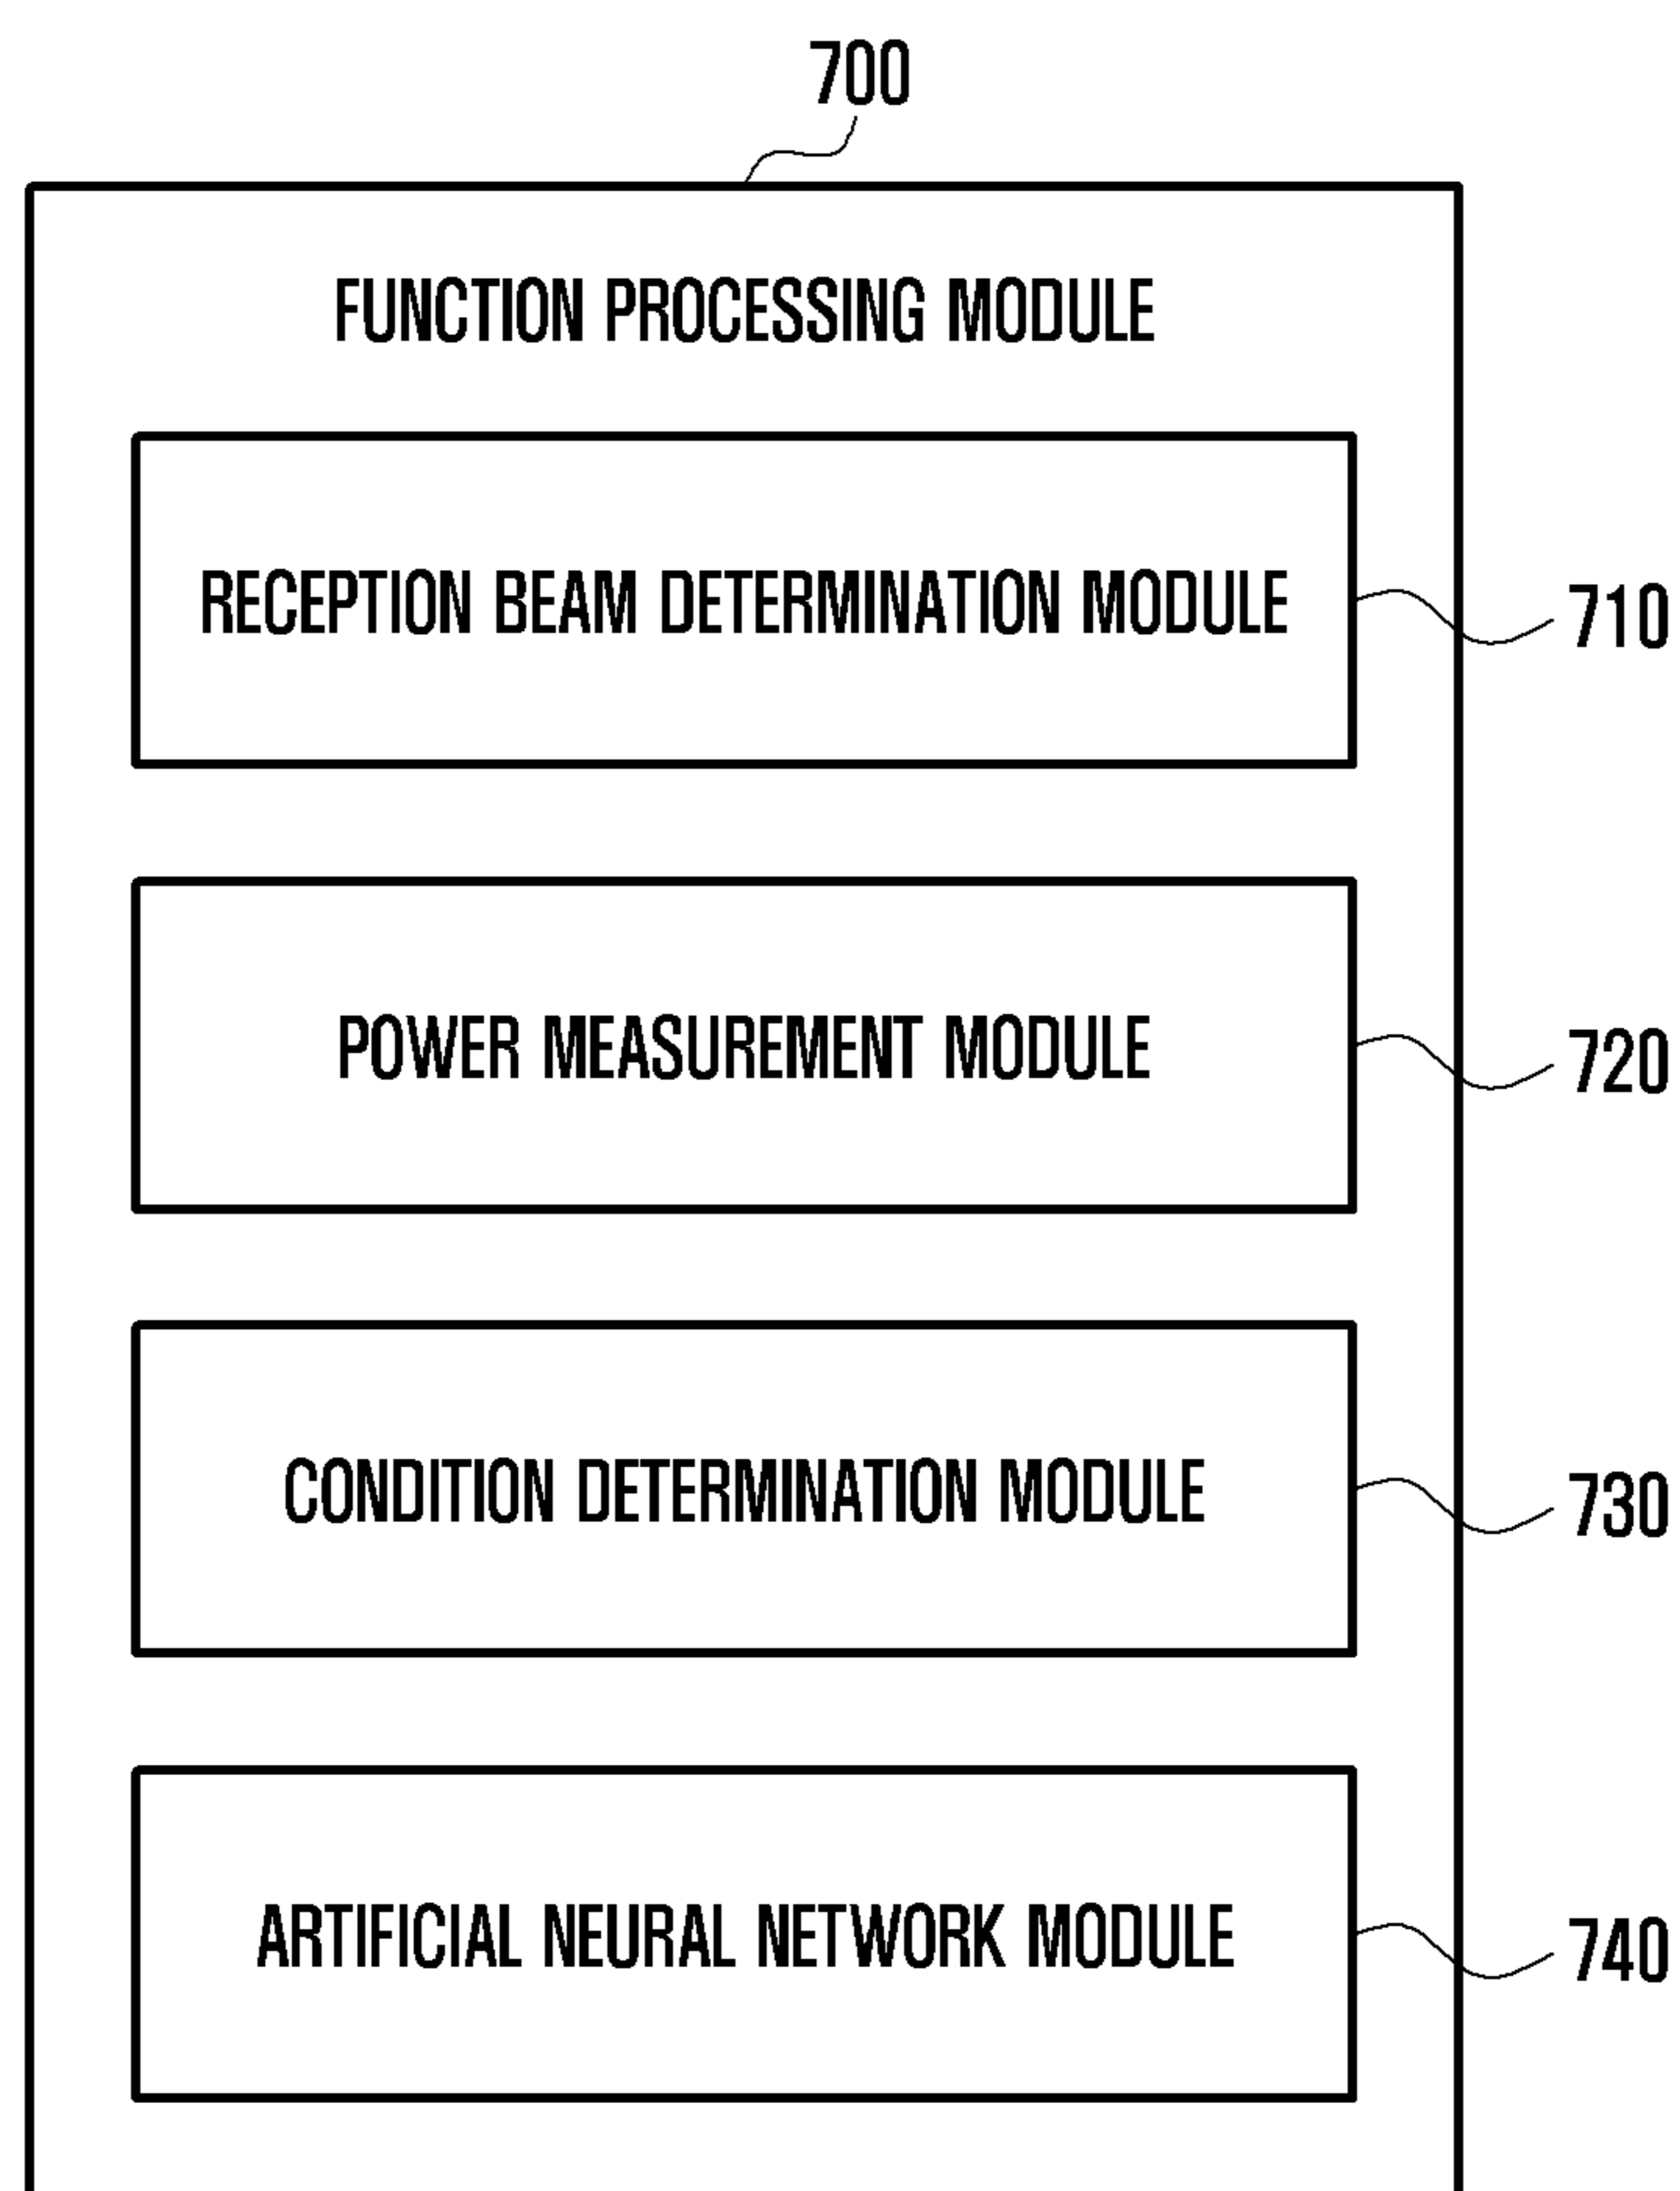 700
FUNCTION PROCESSING MODULE
RECEPTION BEAM DETERMINATION MODULE
710
POWER MEASUREMENT MODULE
720
CONDITION DETERMINATION MODULE
730
ARTIFICIAL NEURAL NETWORK MODULE
740